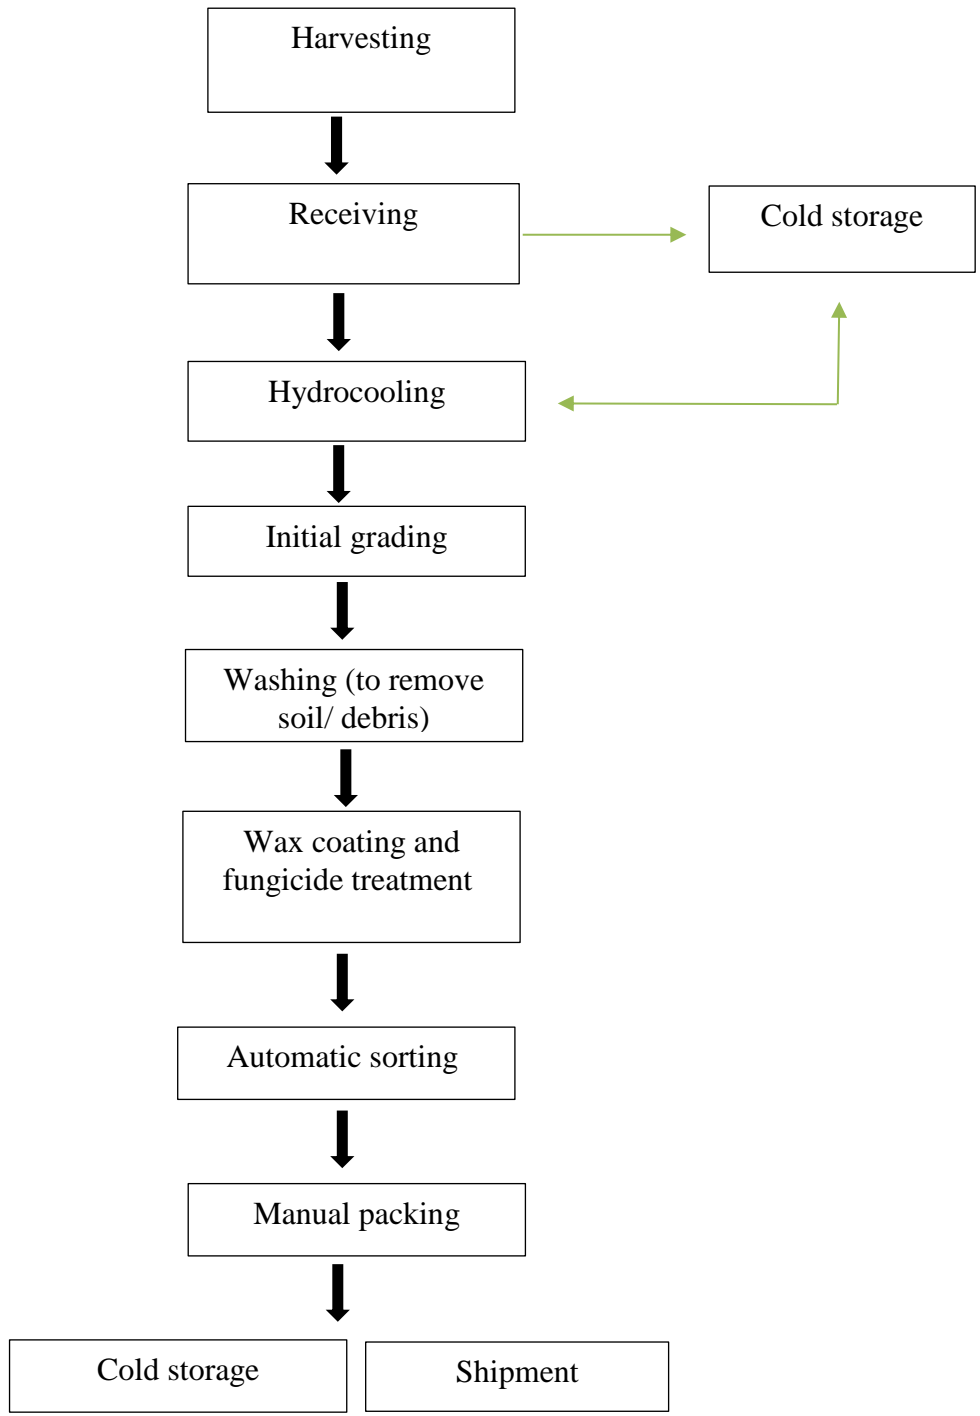 Harvesting
Receiving
Cold storage
Hydrocooling
Initial grading
Washing (to remove
soil/ debris)
Wax coating and
fungicide treatment
Automatic sorting
Manual packing
Cold storage
Shipment